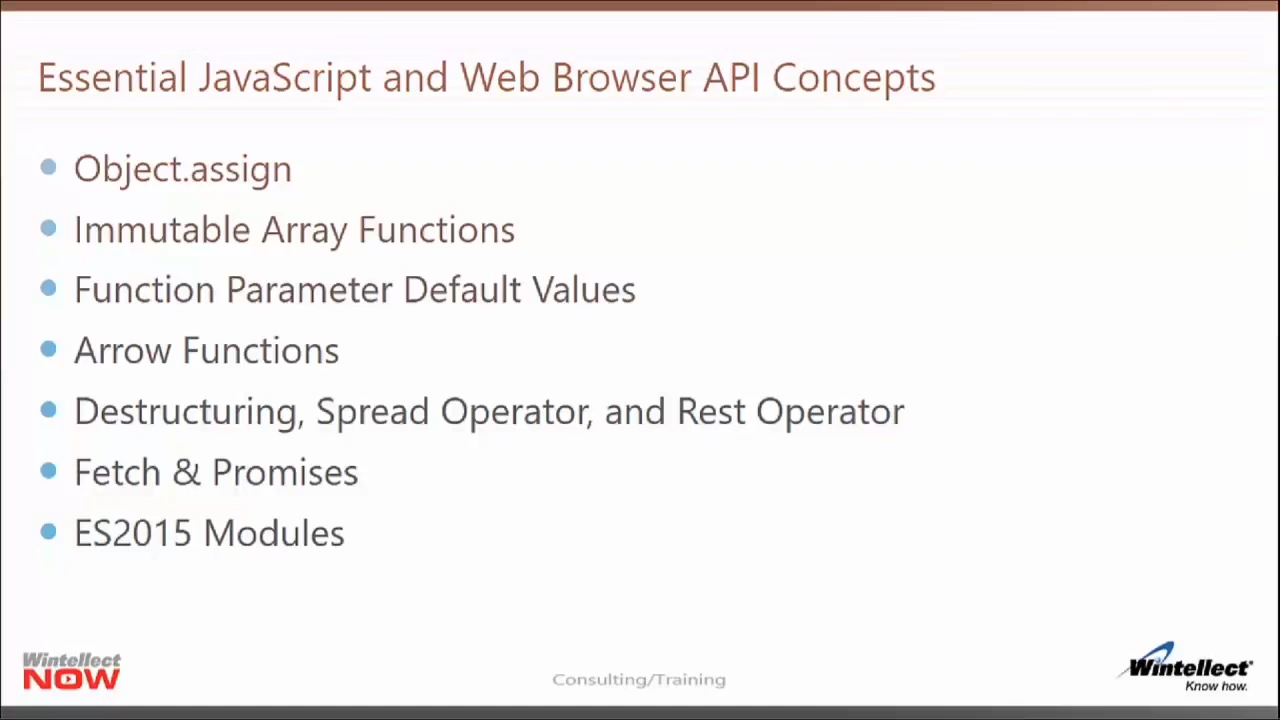 Essential JavaScript and Web Browser API Concepts
Object.assign
Immutable Array Functions
Function Parameter Default Values
Arrow Functions
Destructuring, Spread Operator, and Rest Operator
Fetch & Promises
ES2015 Modules
Wintellect
NOW
Consulting/Training
Wintellect
Know how.